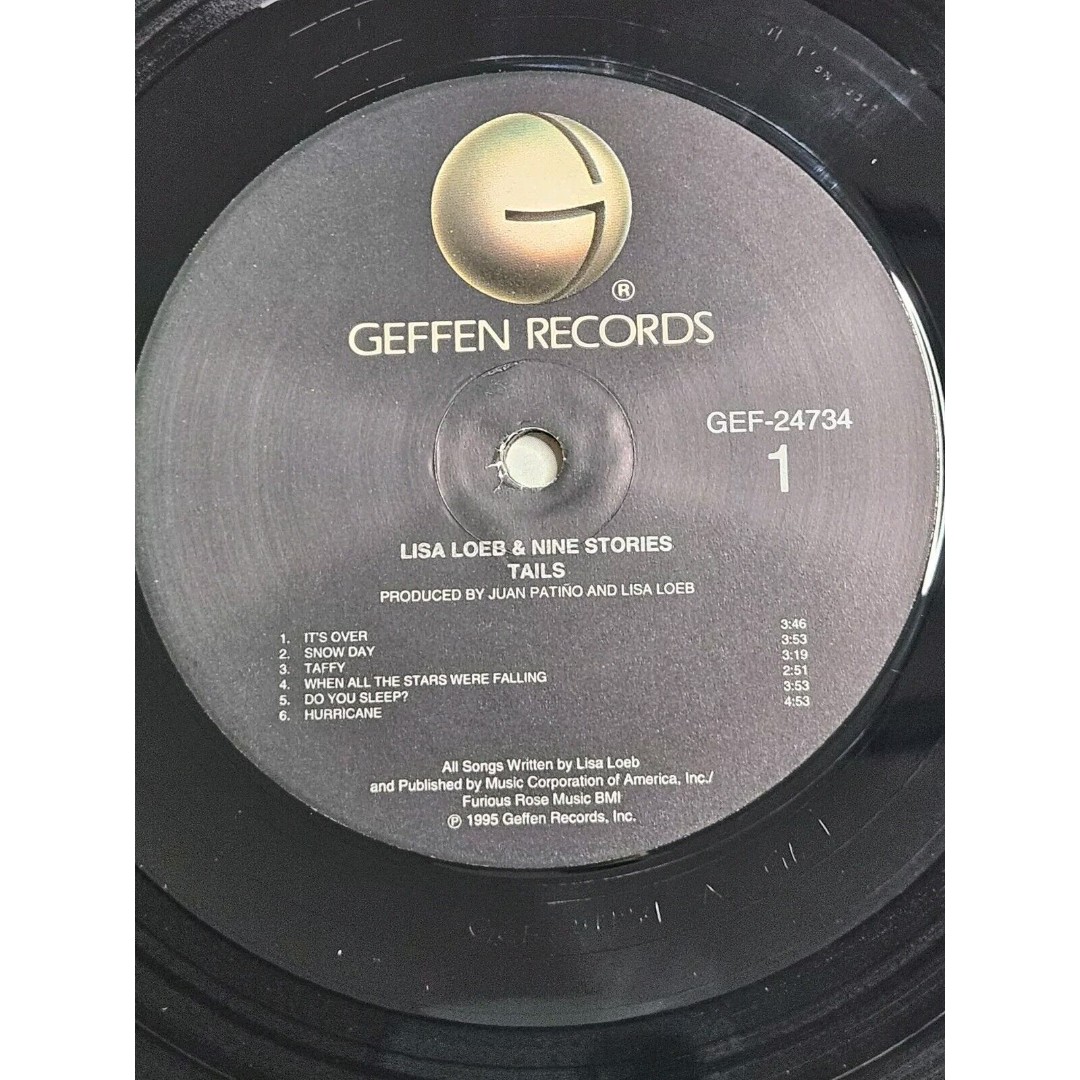 ®
GEFFEN RECORDS
GEF-24734
1
LISA LOEB & NINE STORIES
TAILS
PRODUCED BY JUAN PATIÑO AND LISA LOEB
1. IT'S OVER 3:46
2. SNOW DAY 3:53
3. TAFFY 3:19
4. WHEN ALL THE STARS WERE FALLING 2:51
5. DO YOU SLEEP? 3:53
6. HURRICANE 4:53
All Songs Written by Lisa Loeb
and Published by Music Corporation of America, Inc./
Furious Rose Music BMI
℗ 1995 Geffen Records, Inc.